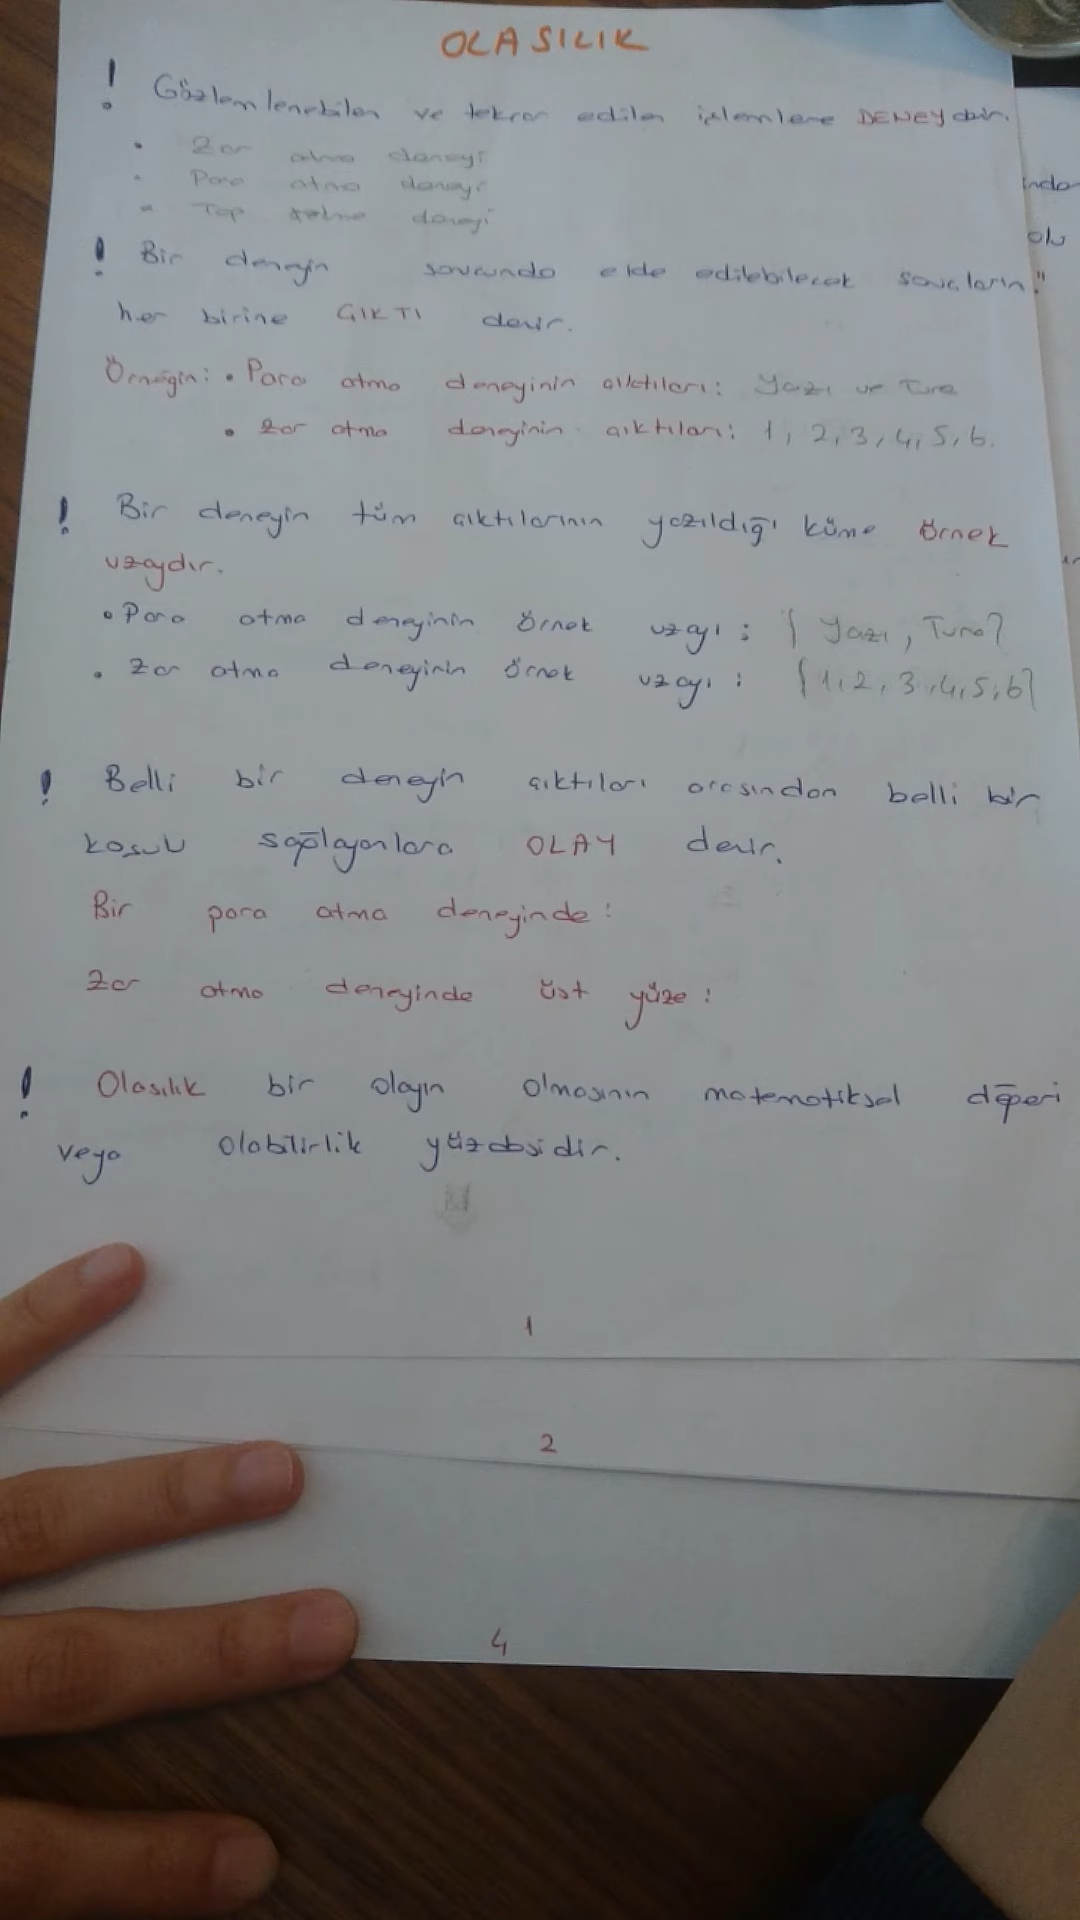 OLASILIK
! Gözlemlenebilen ve tekrar edilen işlemlere DENEY denir.
• Zar atma deneyi
• Para atma deneyi
• Top deneyi
! Bir deneyin sonucunda elde edilebilecek sonuçların
her birine ÇIKTI denir.
Örneğin: • Para atma deneyinin çıktıları: Yazı ve Tura
• Zar atma deneyinin çıktıları: 1, 2, 3, 4, 5, 6.
! Bir deneyin tüm çıktılarının yazıldığı küme Örnek
uzaydır.
• Para atma deneyinin örnek uzayı : { Yazı, Tura}
• Zar atma deneyinin örnek uzayı : {1, 2, 3, 4, 5, 6}
! Belli bir deneyin çıktıları arasından belli bir
koşulu sağlayanlara OLAY denir.
Bir para atma deneyinde:
Zar atma deneyinde üst yüze:
! Olasılık bir olayın olmasının matematiksel değeri
veya olabilirlik yüzdesidir.
1
2
4